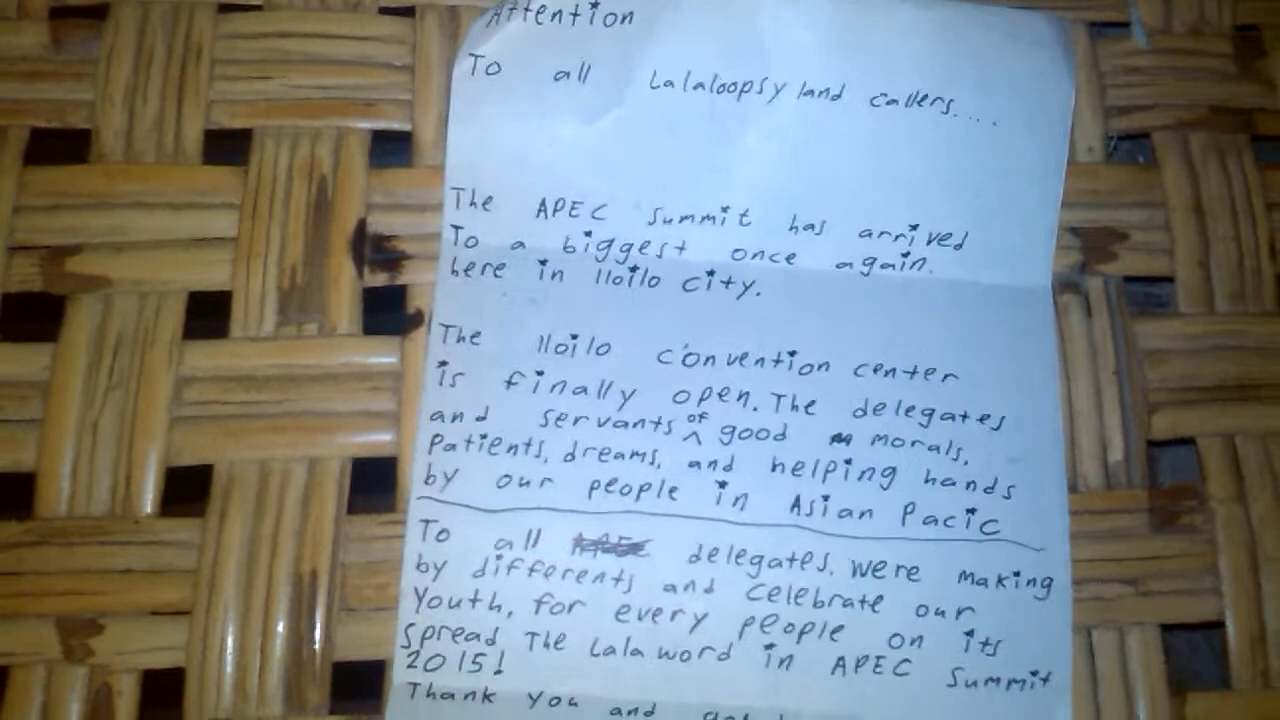 Attention
To all Lalaloopsy land callers....
The APEC Summit has arrived
To a biggest once again.
here in Iloilo city.
The Iloilo convention center
is finally open. The delegates
and servants of good morals,
Patients, dreams, and helping hands
by our people in Asian Pacic
To all delegates. were making
by differents and celebrate our
Youth, for every people on its
Spread The Lala word in APEC Summit
2015!
Thank you and